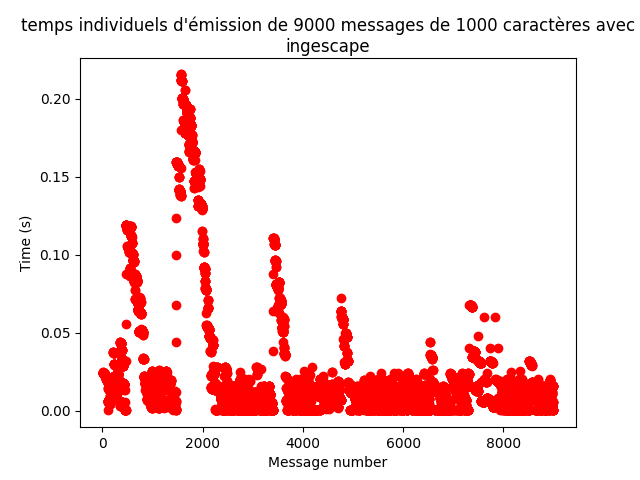 temps individuels d'émission de 9000 messages de 1000 caractères avec
ingescape
0.20
0.15
0.10
0.05
0.00
Time (s)
0 2000 4000 6000 8000
Message number